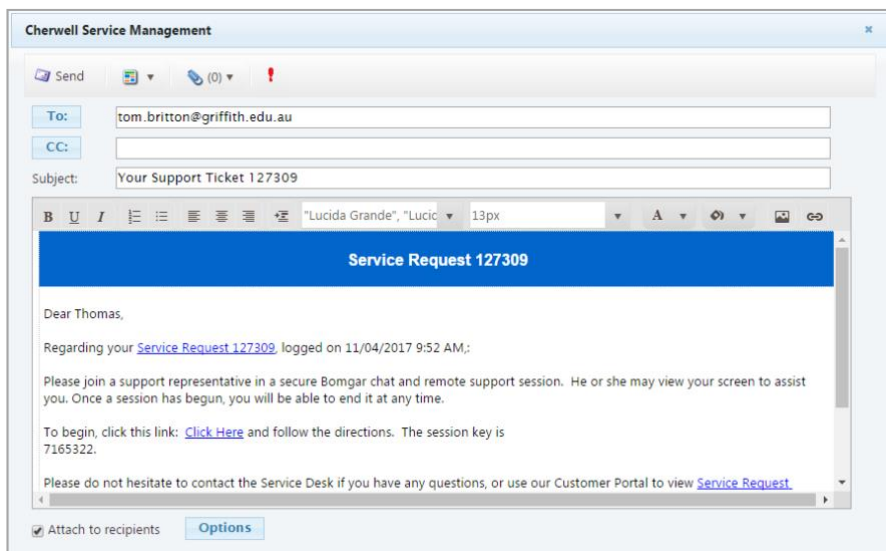 Cherwell Service Management
Send (0)
To: tom.britton@griffith.edu.au
CC:
Subject: Your Support Ticket 127309
B U I "Lucida Grande", "Lucic 13px A
Service Request 127309
Dear Thomas,
Regarding your Service Request 127309, logged on 11/04/2017 9:52 AM,:
Please join a support representative in a secure Bomgar chat and remote support session. He or she may view your screen to assist
you. Once a session has begun, you will be able to end it at any time.
To begin, click this link: Click Here and follow the directions. The session key is
7165322.
Please do not hesitate to contact the Service Desk if you have any questions, or use our Customer Portal to view Service Request
Attach to recipients Options